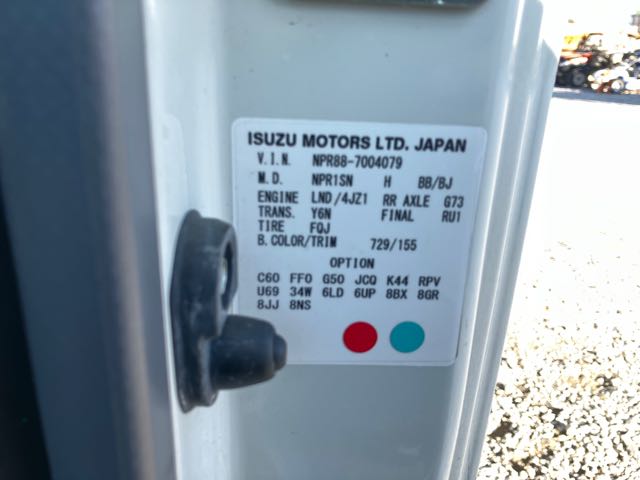 ISUZU MOTORS LTD. JAPAN
V.I.N. NPR88-7004079
M.D. NPR1SN H BB/BJ
ENGINE LND/4JZ1 RR AXLE G73
TRANS. Y6N FINAL RU1
TIRE FQJ
B.COLOR/TRIM 729/155
OPTION
C60 FF0 G50 JCQ K44 RPV
U69 34W 6LD 6UP 8BX 8GR
8JJ 8NS